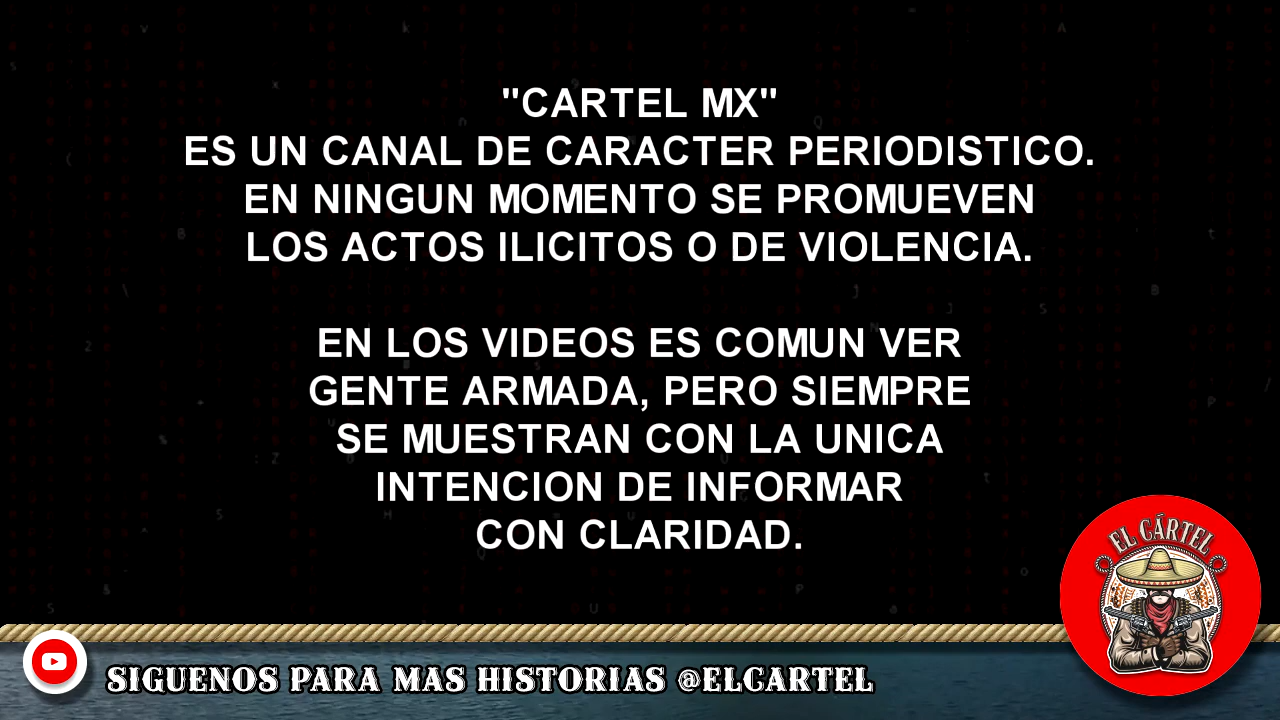 "CARTEL MX"
ES UN CANAL DE CARACTER PERIODISTICO.
EN NINGUN MOMENTO SE PROMUEVEN
LOS ACTOS ILICITOS O DE VIOLENCIA.
EN LOS VIDEOS ES COMUN VER
GENTE ARMADA, PERO SIEMPRE
SE MUESTRAN CON LA UNICA
INTENCION DE INFORMAR
CON CLARIDAD.
EL CÁRTEL
SIGUENOS PARA MAS HISTORIAS @ELCARTEL